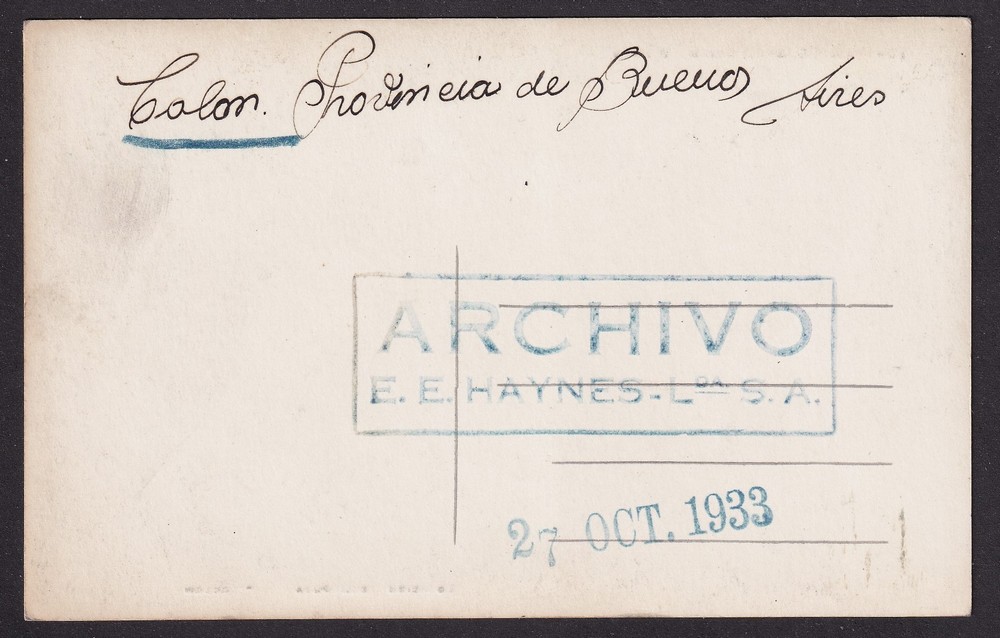 Colon. Provincia de Buenos Aires
ARCHIVO
E. E. HAYNES-Lᴰᴬ S. A.
27 OCT. 1933